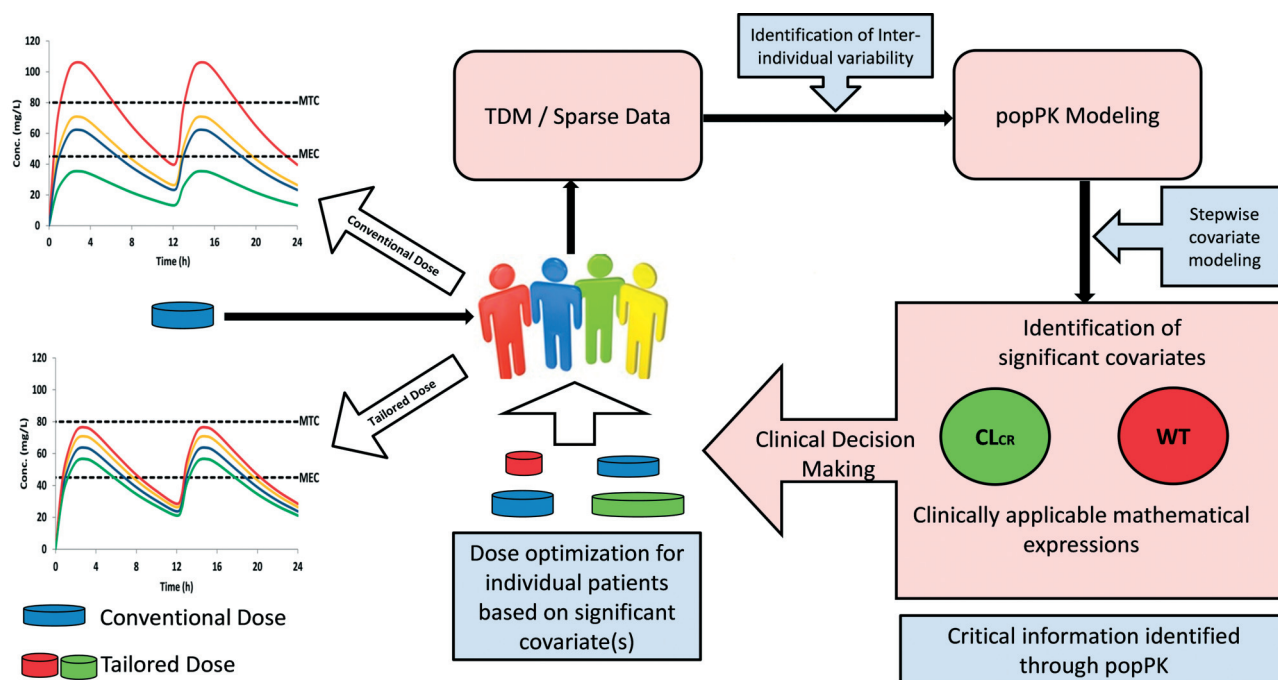 120
100
80
60
40
20
0
Conc. (mg/L)
MTC
MEC
0 4 8 12 16 20 24
Time (h)
Conventional Dose
TDM / Sparse Data
Identification of Inter-
individual variability
popPK Modeling
Stepwise
covariate
modeling
Identification of
significant covariates
CLCR
WT
Clinically applicable mathematical
expressions
Critical information identified
through popPK
Clinical Decision
Making
Dose optimization for
individual patients
based on significant
covariate(s)
Tailored Dose
120
100
80
60
40
20
0
Conc. (mg/L)
MTC
MEC
0 4 8 12 16 20 24
Time (h)
Conventional Dose
Tailored Dose